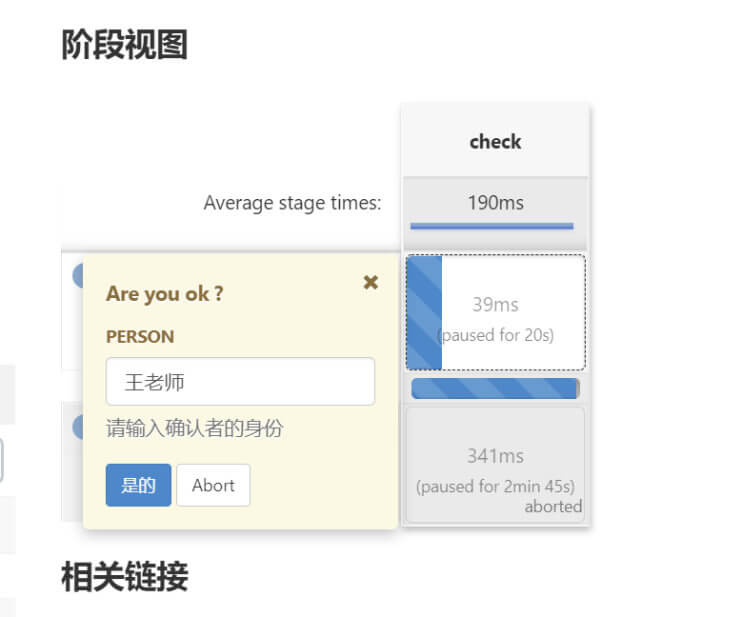 阶段视图
check
Average stage times:
190ms
Are you ok ?
PERSON
王老师
请输入确认者的身份
是的
Abort
39ms
(paused for 20s)
341ms
(paused for 2min 45s)
aborted
相关链接